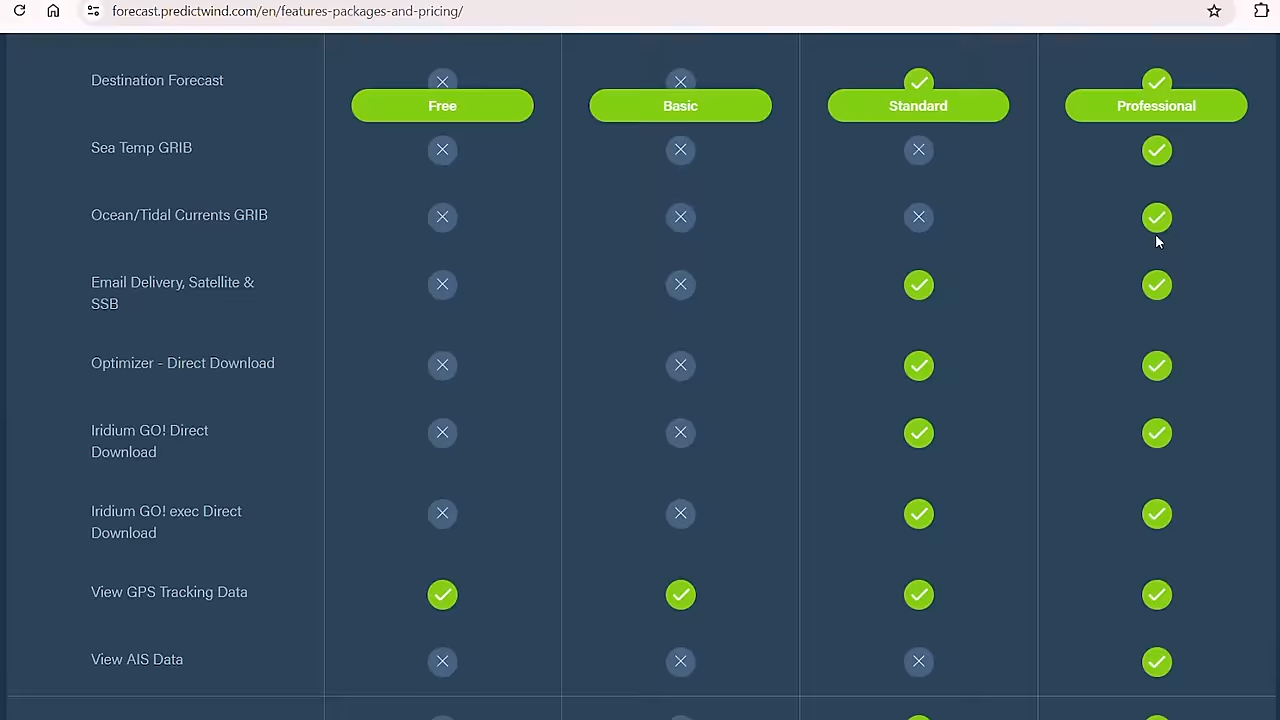 forecast.predictwind.com/en/features-packages-and-pricing/
Destination Forecast
Free
Basic
Standard
Professional
Sea Temp GRIB
Ocean/Tidal Currents GRIB
Email Delivery, Satellite &
SSB
Optimizer - Direct Download
Iridium GO! Direct
Download
Iridium GO! exec Direct
Download
View GPS Tracking Data
View AIS Data